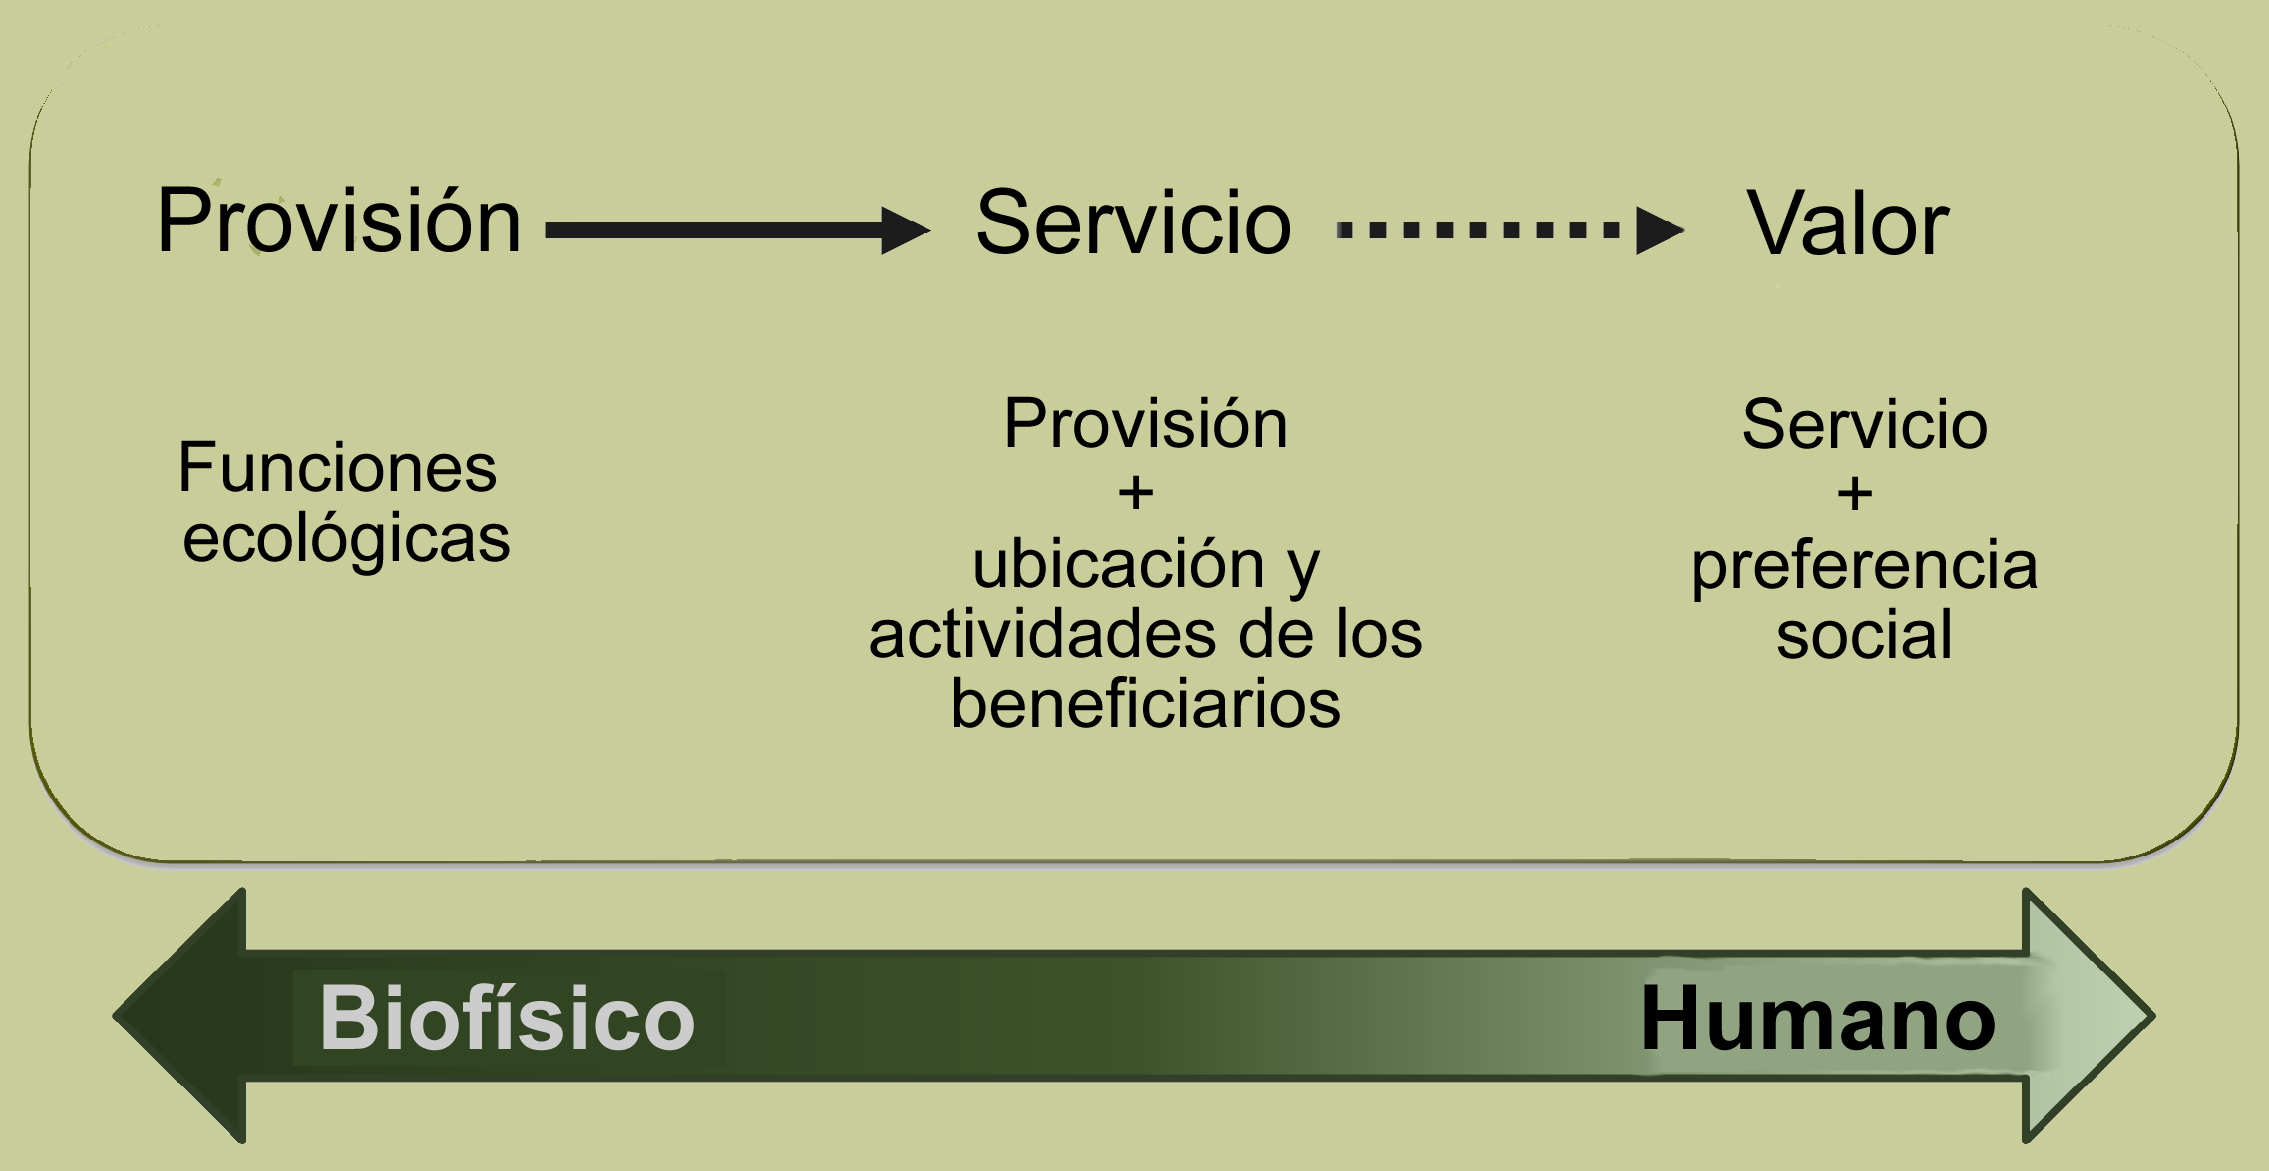 Provisión
Servicio
Valor
Funciones
ecológicas
Provisión
+
ubicación y
actividades de los
beneficiarios
Servicio
+
preferencia
social
Biofísico
Humano